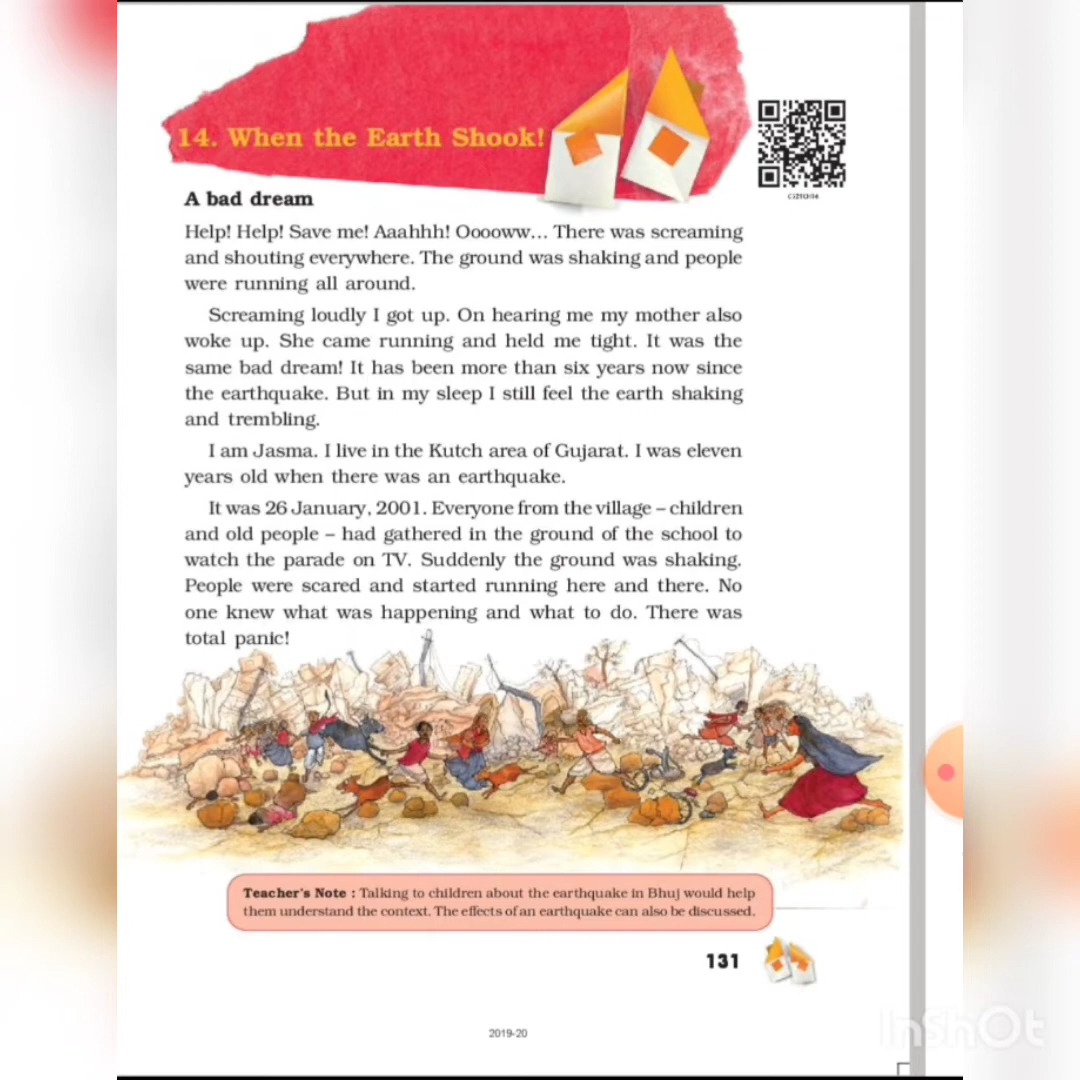 14. When the Earth Shook!
A bad dream
Help! Help! Save me! Aaahhh! Ooooww... There was screaming
and shouting everywhere. The ground was shaking and people
were running all around.
Screaming loudly I got up. On hearing me my mother also
woke up. She came running and held me tight. It was the
same bad dream! It has been more than six years now since
the earthquake. But in my sleep I still feel the earth shaking
and trembling.
I am Jasma. I live in the Kutch area of Gujarat. I was eleven
years old when there was an earthquake.
It was 26 January, 2001. Everyone from the village – children
and old people – had gathered in the ground of the school to
watch the parade on TV. Suddenly the ground was shaking.
People were scared and started running here and there. No
one knew what was happening and what to do. There was
total panic!
Teacher's Note : Talking to children about the earthquake in Bhuj would help
them understand the context. The effects of an earthquake can also be discussed.
131
2019-20
InShOt